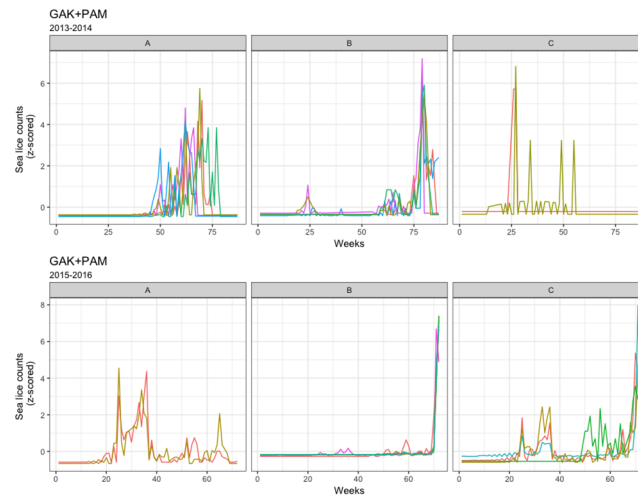 GAK+PAM
2013-2014
A B C
6
4
2
0
Sea lice counts
(z-scored)
0 25 50 75 0 25 50 75 0 25 50 75
Weeks
GAK+PAM
2015-2016
A B C
8
6
4
2
0
Sea lice counts
(z-scored)
0 20 40 60 0 20 40 60 0 20 40 60
Weeks